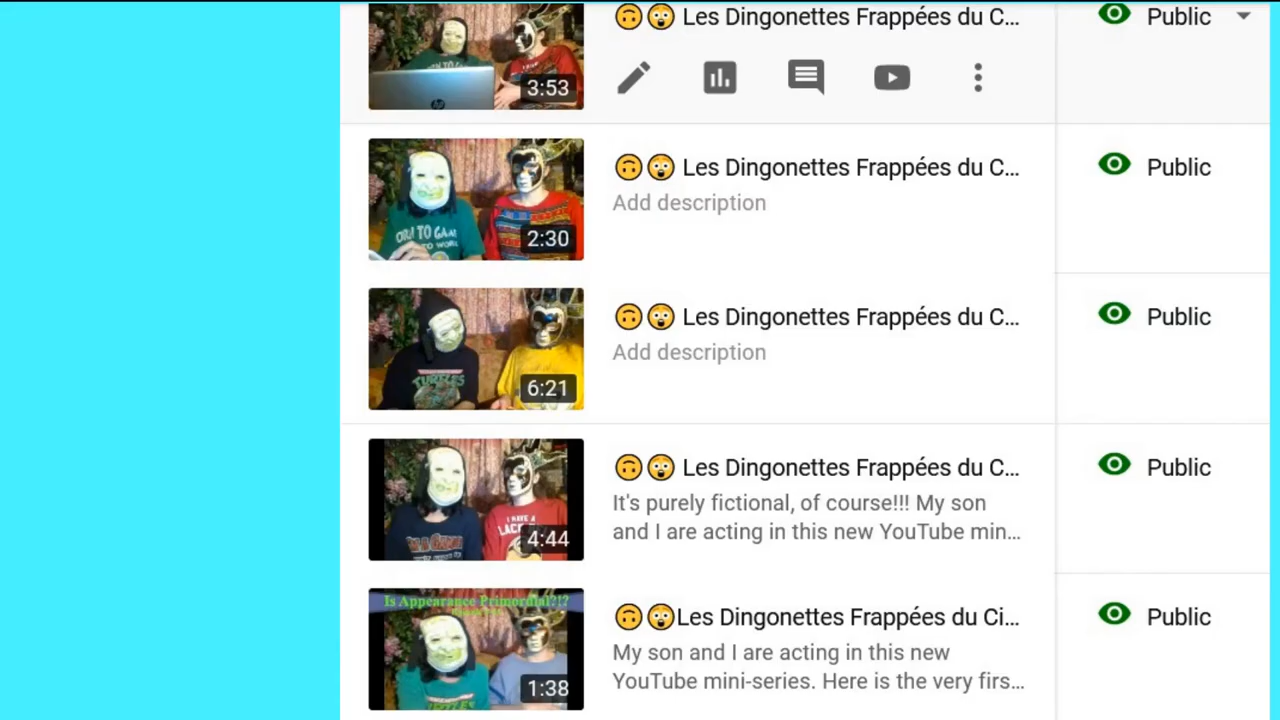 🙃😲 Les Dingonettes Frappées du C...
Public
3:53
🙃😲 Les Dingonettes Frappées du C...
Public
Add description
2:30
🙃😲 Les Dingonettes Frappées du C...
Public
Add description
TURTLES
6:21
🙃😲 Les Dingonettes Frappées du C...
Public
It's purely fictional, of course!!! My son
and I are acting in this new YouTube min...
I HAVE A
4:44
Is Appearance Primordial?!?
🙃😲Les Dingonettes Frappées du Ci...
Public
My son and I are acting in this new
YouTube mini-series. Here is the very firs...
1:38